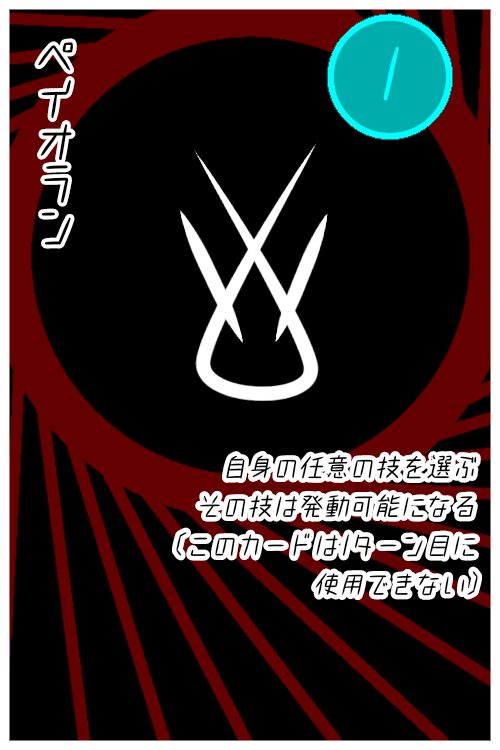 ペイオラン
1
自身の任意の技を選ぶ
その技は発動可能になる
(このカードは1ターン目に
使用できない)